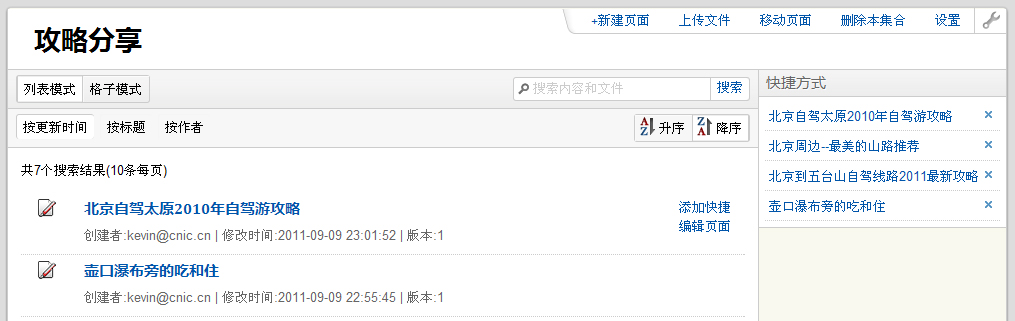 +新建页面 上传文件 移动页面 删除本集合 设置
攻略分享
列表模式 格子模式 搜索内容和文件 搜索
快捷方式
按更新时间 按标题 按作者 AZ 升序 ZA 降序
北京自驾太原2010年自驾游攻略
北京周边--最美的山路推荐
北京到五台山自驾线路2011最新攻略
壶口瀑布旁的吃和住
共7个搜索结果(10条每页)
北京自驾太原2010年自驾游攻略 添加快捷
编辑页面
创建者:kevin@cnic.cn | 修改时间:2011-09-09 23:01:52 | 版本:1
壶口瀑布旁的吃和住
创建者:kevin@cnic.cn | 修改时间:2011-09-09 22:55:45 | 版本:1